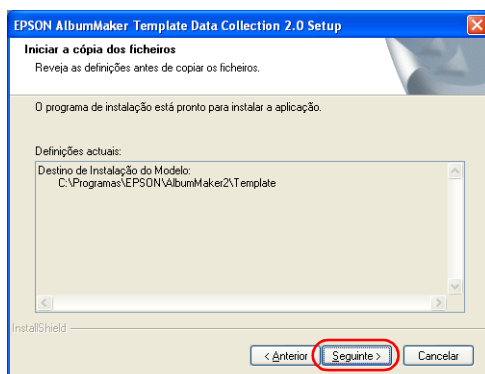 EPSON AlbumMaker Template Data Collection 2.0 Setup
Iniciar a cópia dos ficheiros
Reveja as definições antes de copiar os ficheiros.
O programa de instalação está pronto para instalar a aplicação.
Definições actuais:
Destino de Instalação do Modelo:
C:\Programas\EPSON\AlbumMaker2\Template
InstallShield
< Anterior Seguinte > Cancelar